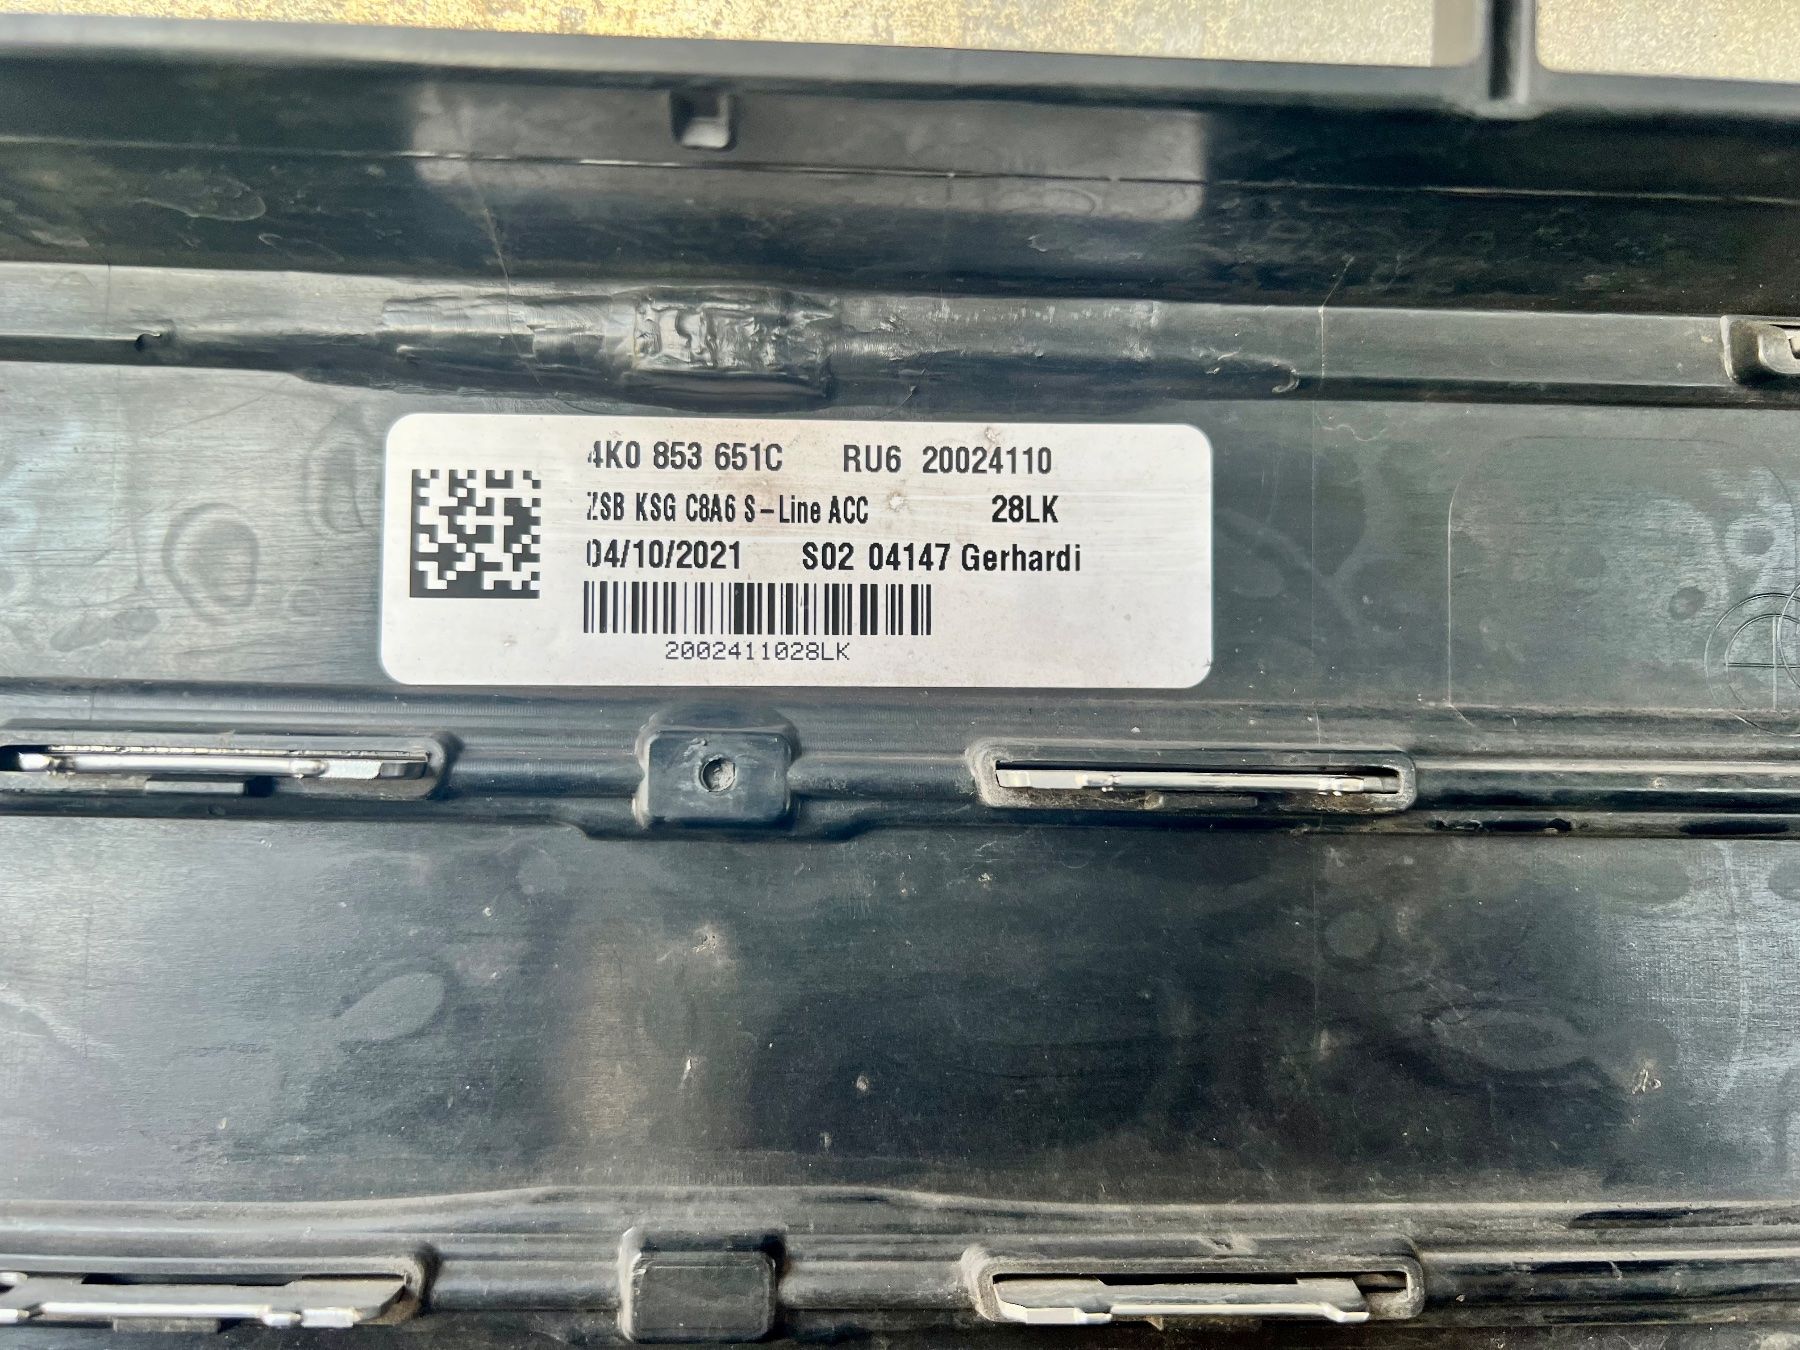 4K0 853 651C RU6 20024110
ZSB KSG C8A6 S-Line ACC 28LK
04/10/2021 S02 04147 Gerhardi
2002411028LK